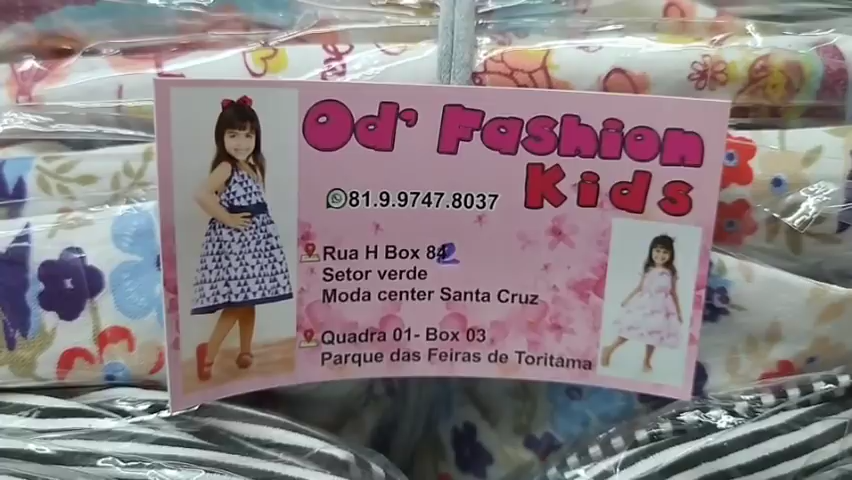 Od' Fashion
Kids
81.9.9747.8037
Rua H Box 82
Setor verde
Moda center Santa Cruz
Quadra 01- Box 03
Parque das Feiras de Toritama